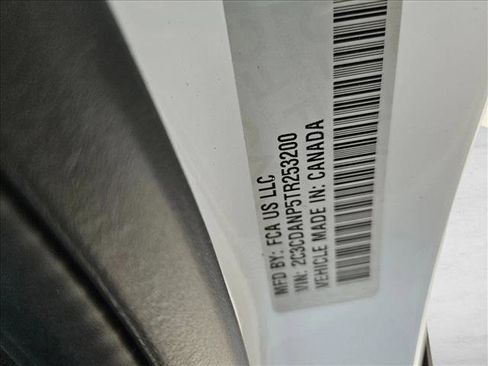 MFD BY: FCA US LLC
VIN: 2C3CDANP5TR253200
VEHICLE MADE IN: CANADA